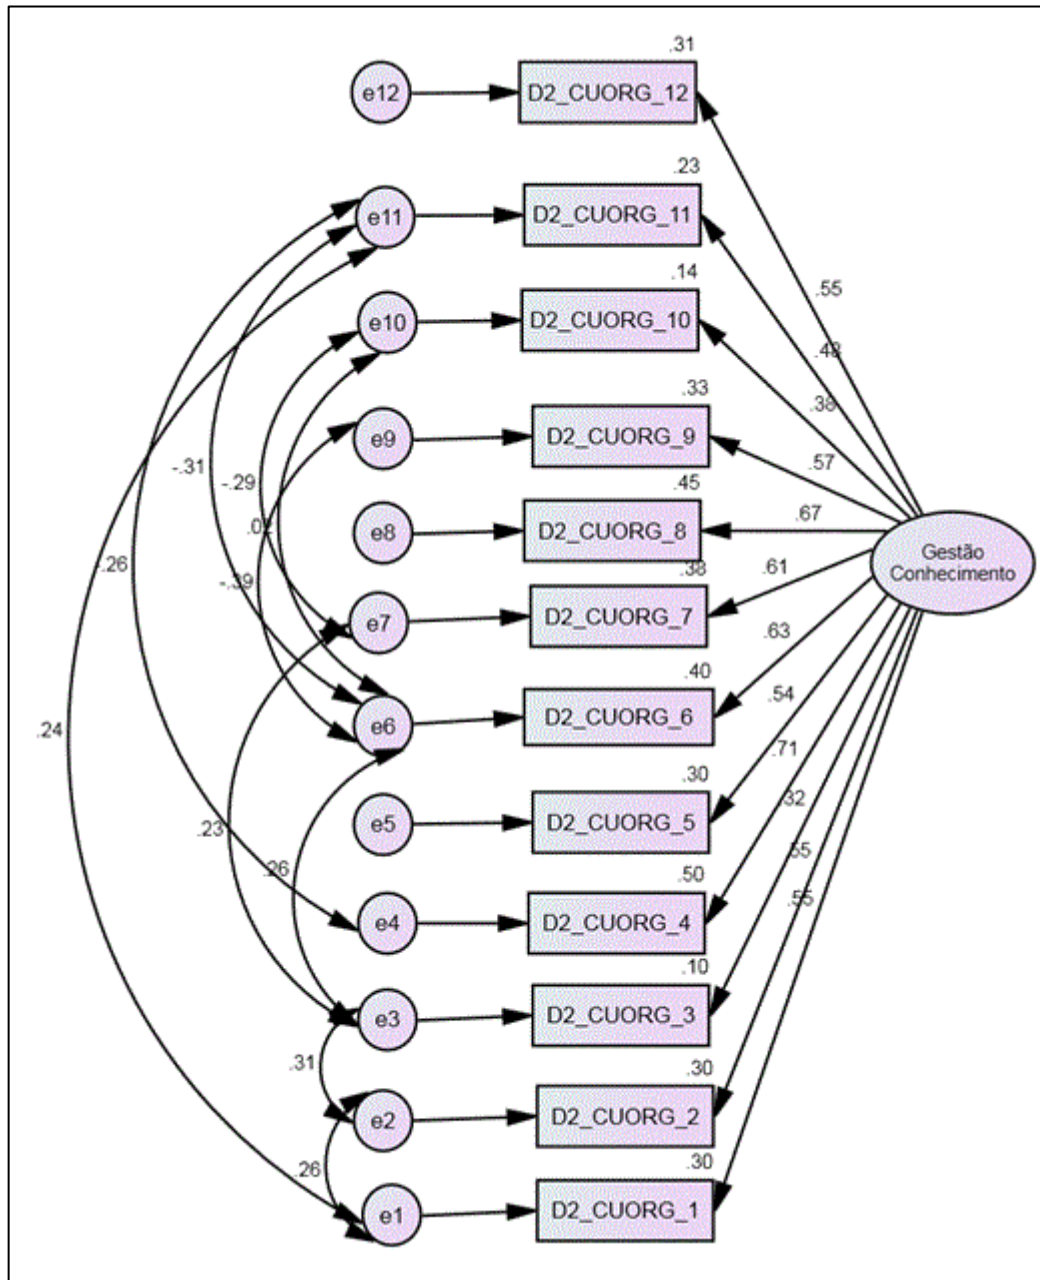 .31
e12
D2_CUORG_12
.23
e11
D2_CUORG_11
.55
.14
e10
D2_CUORG_10
.48
.38
.33
e9
D2_CUORG_9
.57
-.31
-.29
.45
e8
D2_CUORG_8
.67
.02
Gestão
Conhecimento
.26
-.39
.38
.61
e7
D2_CUORG_7
.63
.40
e6
D2_CUORG_6
.54
.24
.71
.30
e5
D2_CUORG_5
.32
.23
.26
.50
.55
e4
D2_CUORG_4
.55
.10
e3
D2_CUORG_3
.31
.30
e2
D2_CUORG_2
.26
.30
e1
D2_CUORG_1